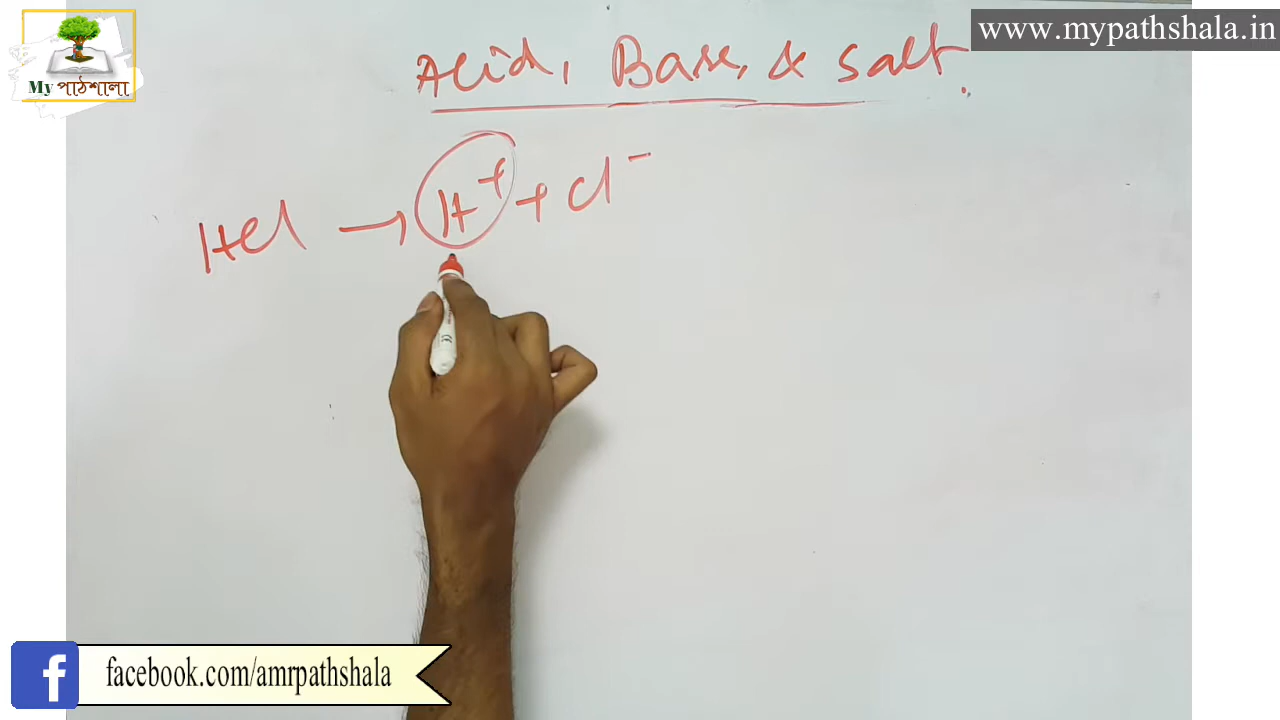 My পাঠশালা
www.mypathshala.in
Acid, Base, & Salt.
HCl → H⁺ + Cl⁻
facebook.com/amrpathshala